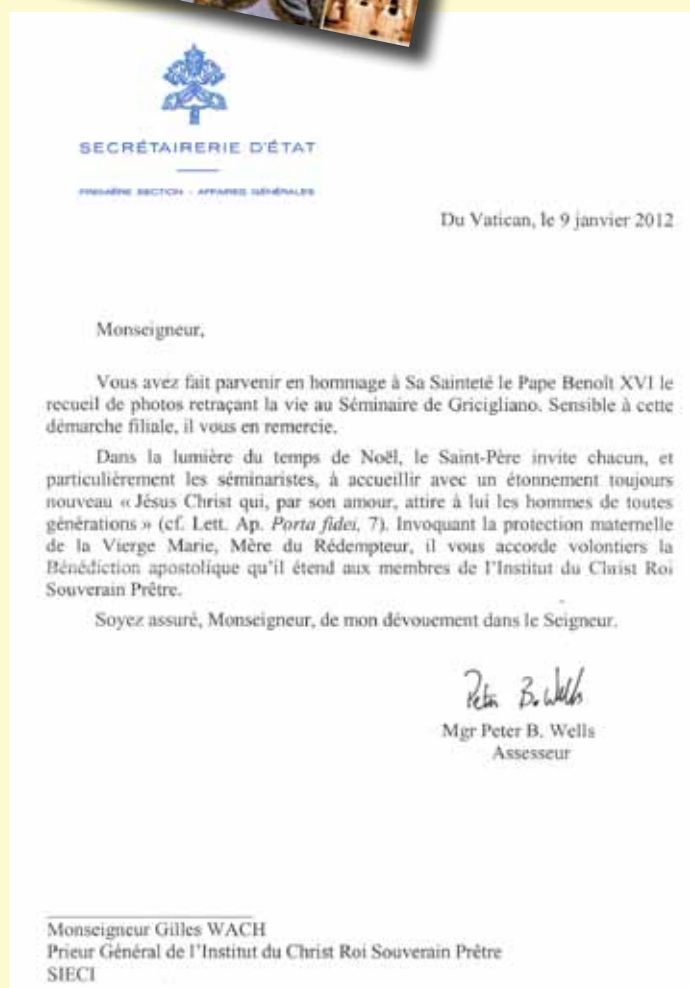 SECRÉTAIRERIE D'ÉTAT
PREMIÈRE SECTION - AFFAIRES GÉNÉRALES
Du Vatican, le 9 janvier 2012
Monseigneur,
Vous avez fait parvenir en hommage à Sa Sainteté le Pape Benoît XVI le
recueil de photos retraçant la vie au Séminaire de Gricigliano. Sensible à cette
démarche filiale, il vous en remercie.
Dans la lumière du temps de Noël, le Saint-Père invite chacun, et
particulièrement les séminaristes, à accueillir avec un étonnement toujours
nouveau « Jésus Christ qui, par son amour, attire à lui les hommes de toutes
générations » (cf. Lett. Ap. Porta fidei, 7). Invoquant la protection maternelle
de la Vierge Marie, Mère du Rédempteur, il vous accorde volontiers la
Bénédiction apostolique qu'il étend aux membres de l'Institut du Christ Roi
Souverain Prêtre.
Soyez assuré, Monseigneur, de mon dévouement dans le Seigneur.
Peter B. Wells
Mgr Peter B. Wells
Assesseur
Monseigneur Gilles WACH
Prieur Général de l'Institut du Christ Roi Souverain Prêtre
SIECI